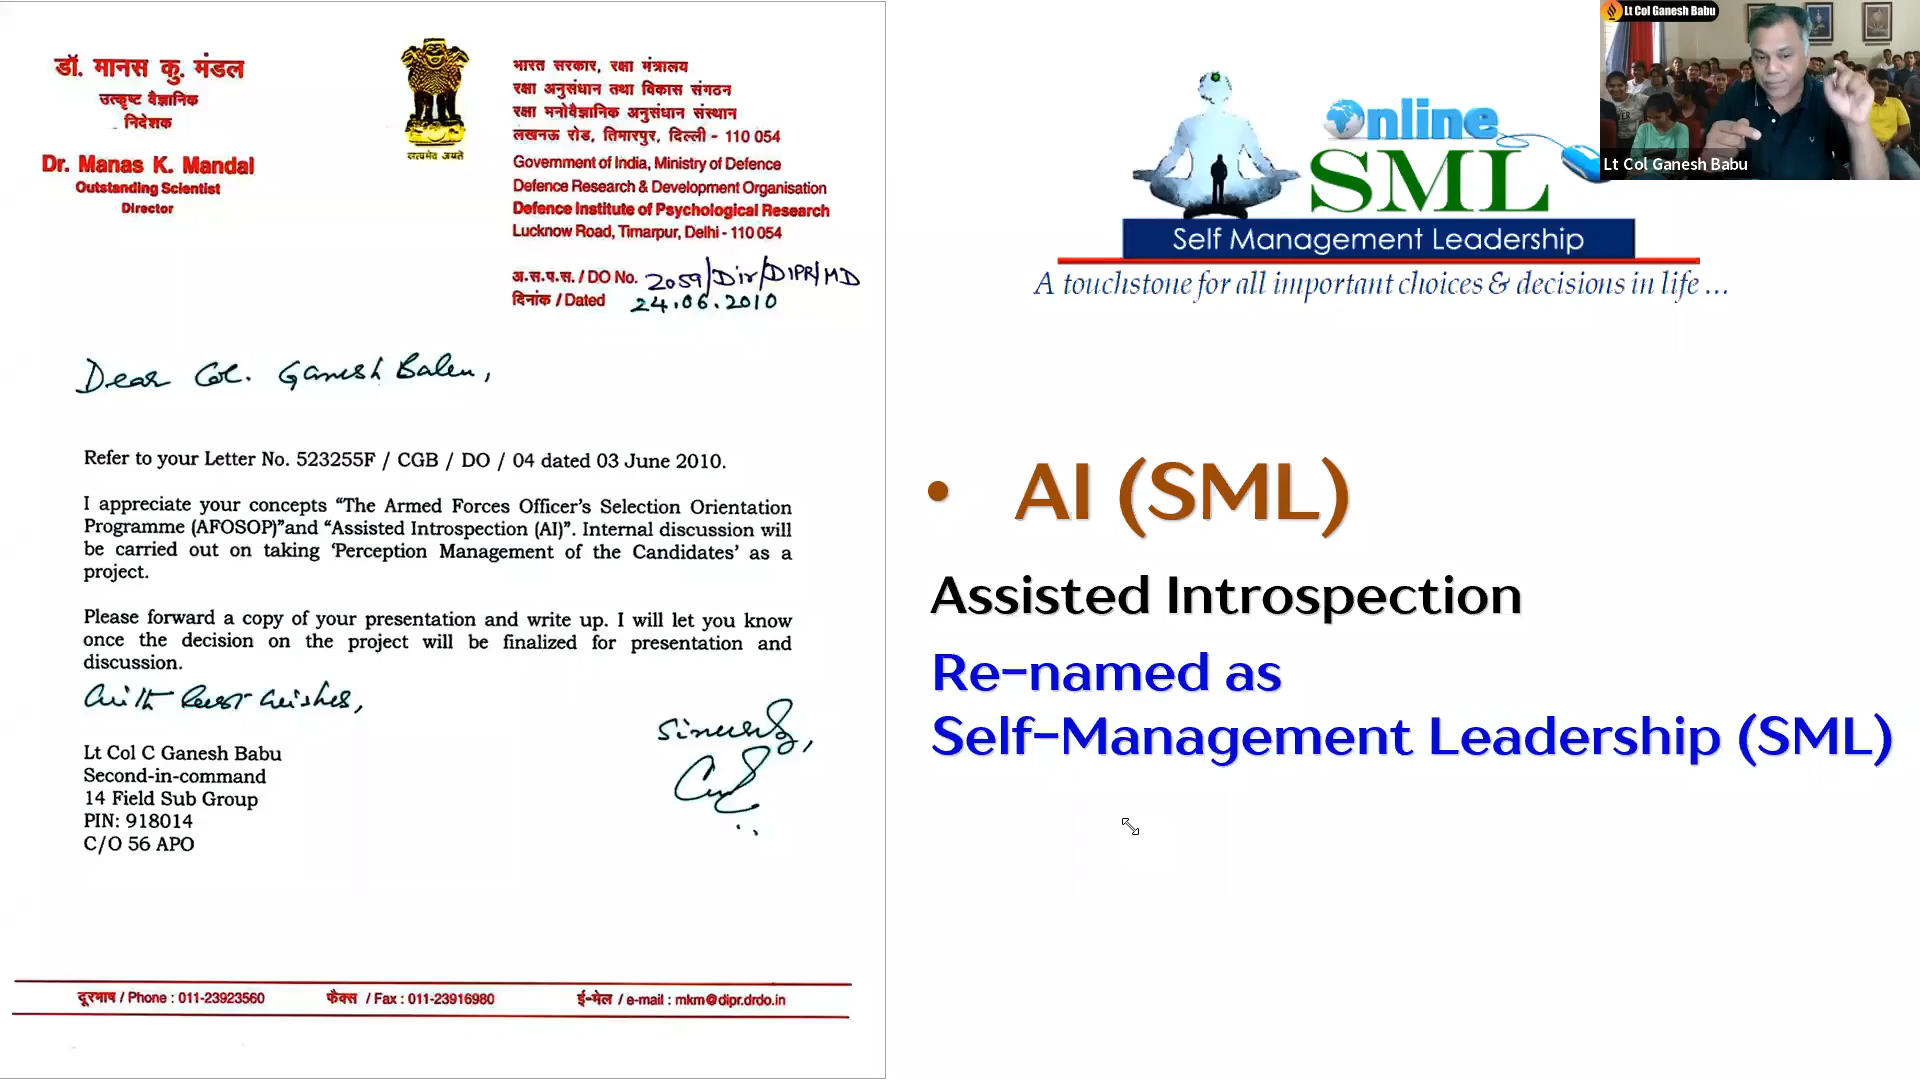 डॉ. मानस कु. मंडल
उत्कृष्ट वैज्ञानिक
निदेशक
Dr. Manas K. Mandal
Outstanding Scientist
Director
सत्यमेव जयते
भारत सरकार, रक्षा मंत्रालय
रक्षा अनुसंधान तथा विकास संगठन
रक्षा मनोवैज्ञानिक अनुसंधान संस्थान
लखनऊ रोड, तिमारपुर, दिल्ली - 110 054
Government of India, Ministry of Defence
Defence Research & Development Organisation
Defence Institute of Psychological Research
Lucknow Road, Timarpur, Delhi - 110 054
अ.स.प.स. / DO No. 2059/Dir/DIPR/MD
दिनांक / Dated 24.06.2010
Dear Col. Ganesh Babu,
Refer to your Letter No. 523255F / CGB / DO / 04 dated 03 June 2010.
I appreciate your concepts “The Armed Forces Officer’s Selection Orientation
Programme (AFOSOP)”and “Assisted Introspection (AI)”. Internal discussion will
be carried out on taking ‘Perception Management of the Candidates’ as a
project.
Please forward a copy of your presentation and write up. I will let you know
once the decision on the project will be finalized for presentation and
discussion.
With best wishes,
Sincerely,
Lt Col C Ganesh Babu
Second-in-command
14 Field Sub Group
PIN: 918014
C/O 56 APO
दूरभाष / Phone : 011-23923560 फैक्स / Fax : 011-23916980 ई-मेल / e-mail : mkm@dipr.drdo.in
Online
SML
Self Management Leadership
A touchstone for all important choices & decisions in life ...
• AI (SML)
Assisted Introspection
Re-named as
Self-Management Leadership (SML)
Lt Col Ganesh Babu
Lt Col Ganesh Babu